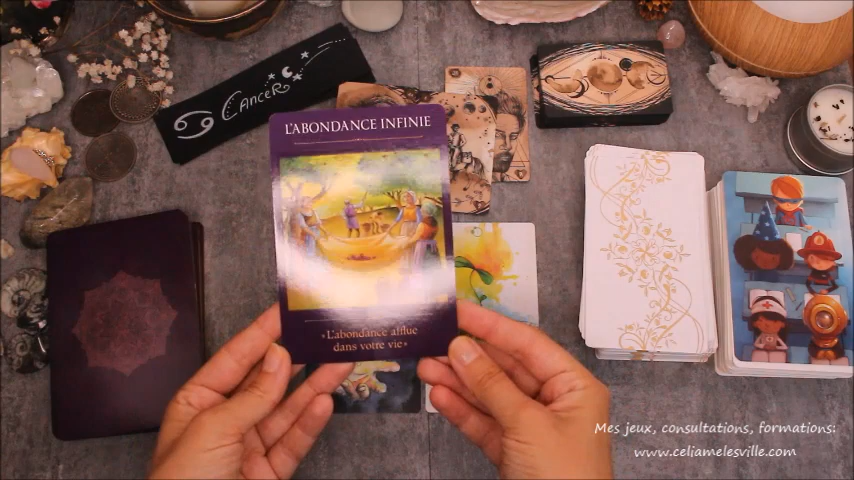 Cancer
L'ABONDANCE INFINIE
«L'abondance afflue
dans votre vie»
Mes jeux, consultations, formations:
www.celiamelesville.com